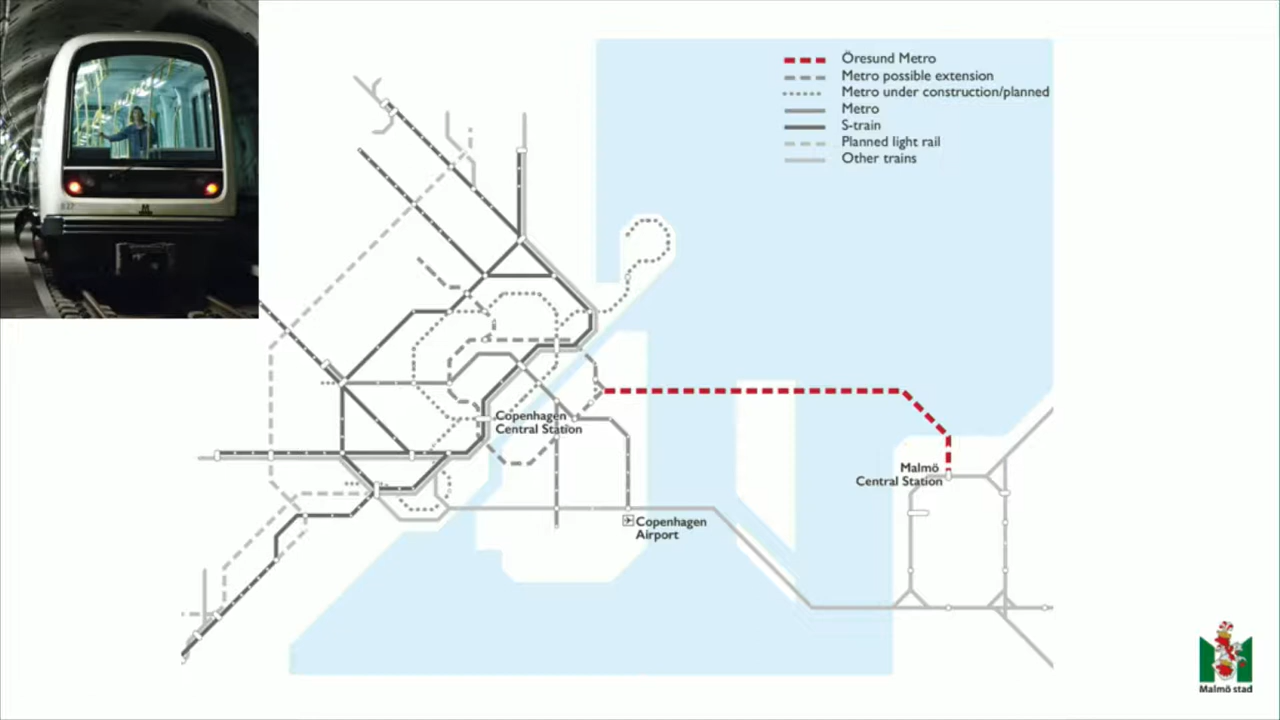 Öresund Metro
Metro possible extension
Metro under construction/planned
Metro
S-train
Planned light rail
Other trains
Copenhagen
Central Station
Malmö
Central Station
Copenhagen
Airport
Malmö stad